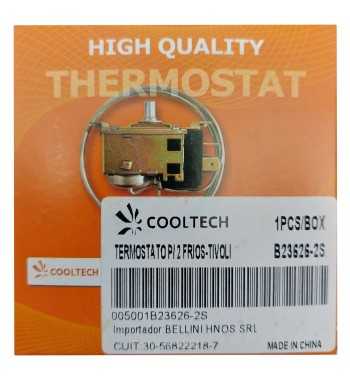 HIGH QUALITY
THERMOSTAT
COOLTECH 1PCS/BOX
TERMOSTATO P/ 2 FRIOS-TIVOLI B23626-2S
COOLTECH
005001B23626-2S
Importador:BELLINI HNOS SRL
CUIT: 30-56822218-7 MADE IN CHINA